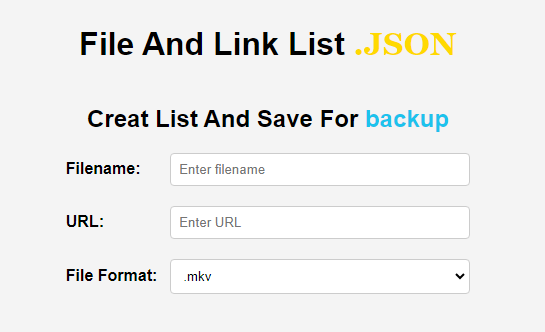 File And Link List .JSON
Creat List And Save For backup
Filename: Enter filename
URL: Enter URL
File Format: .mkv